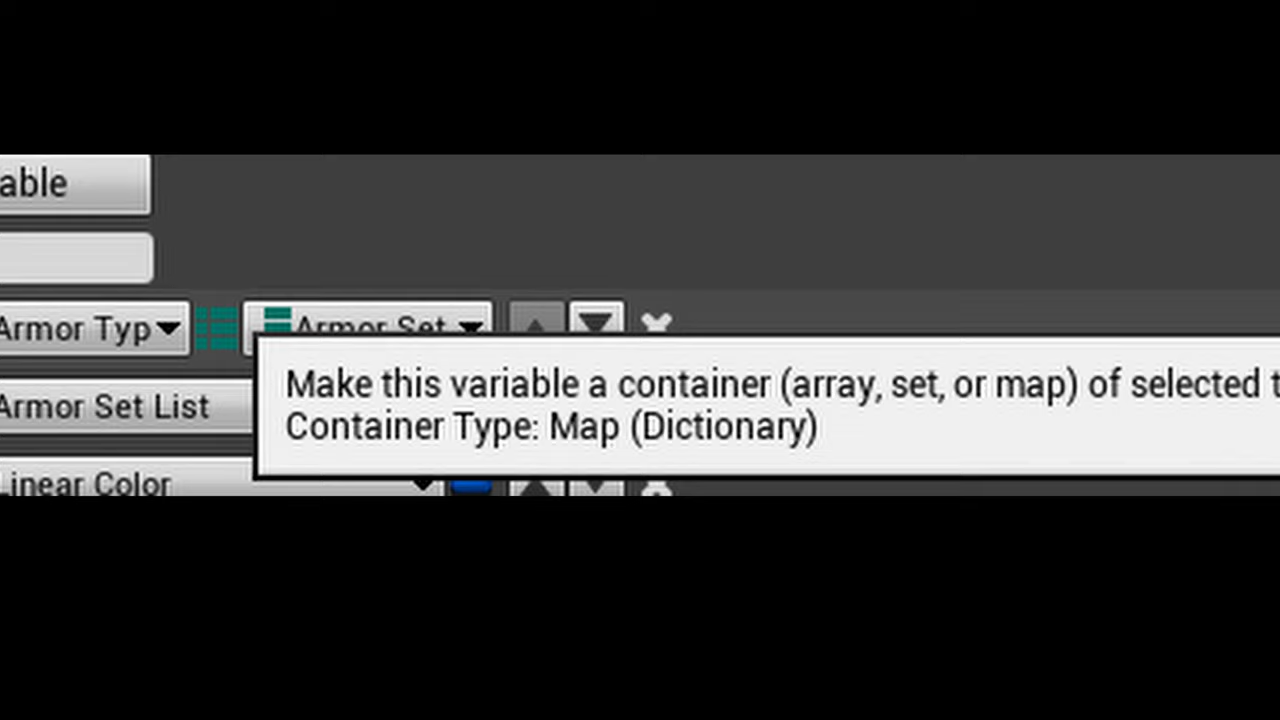 able
Armor Typ Armor Set
Make this variable a container (array, set, or map) of selected t
Armor Set List
Container Type: Map (Dictionary)
Linear Color